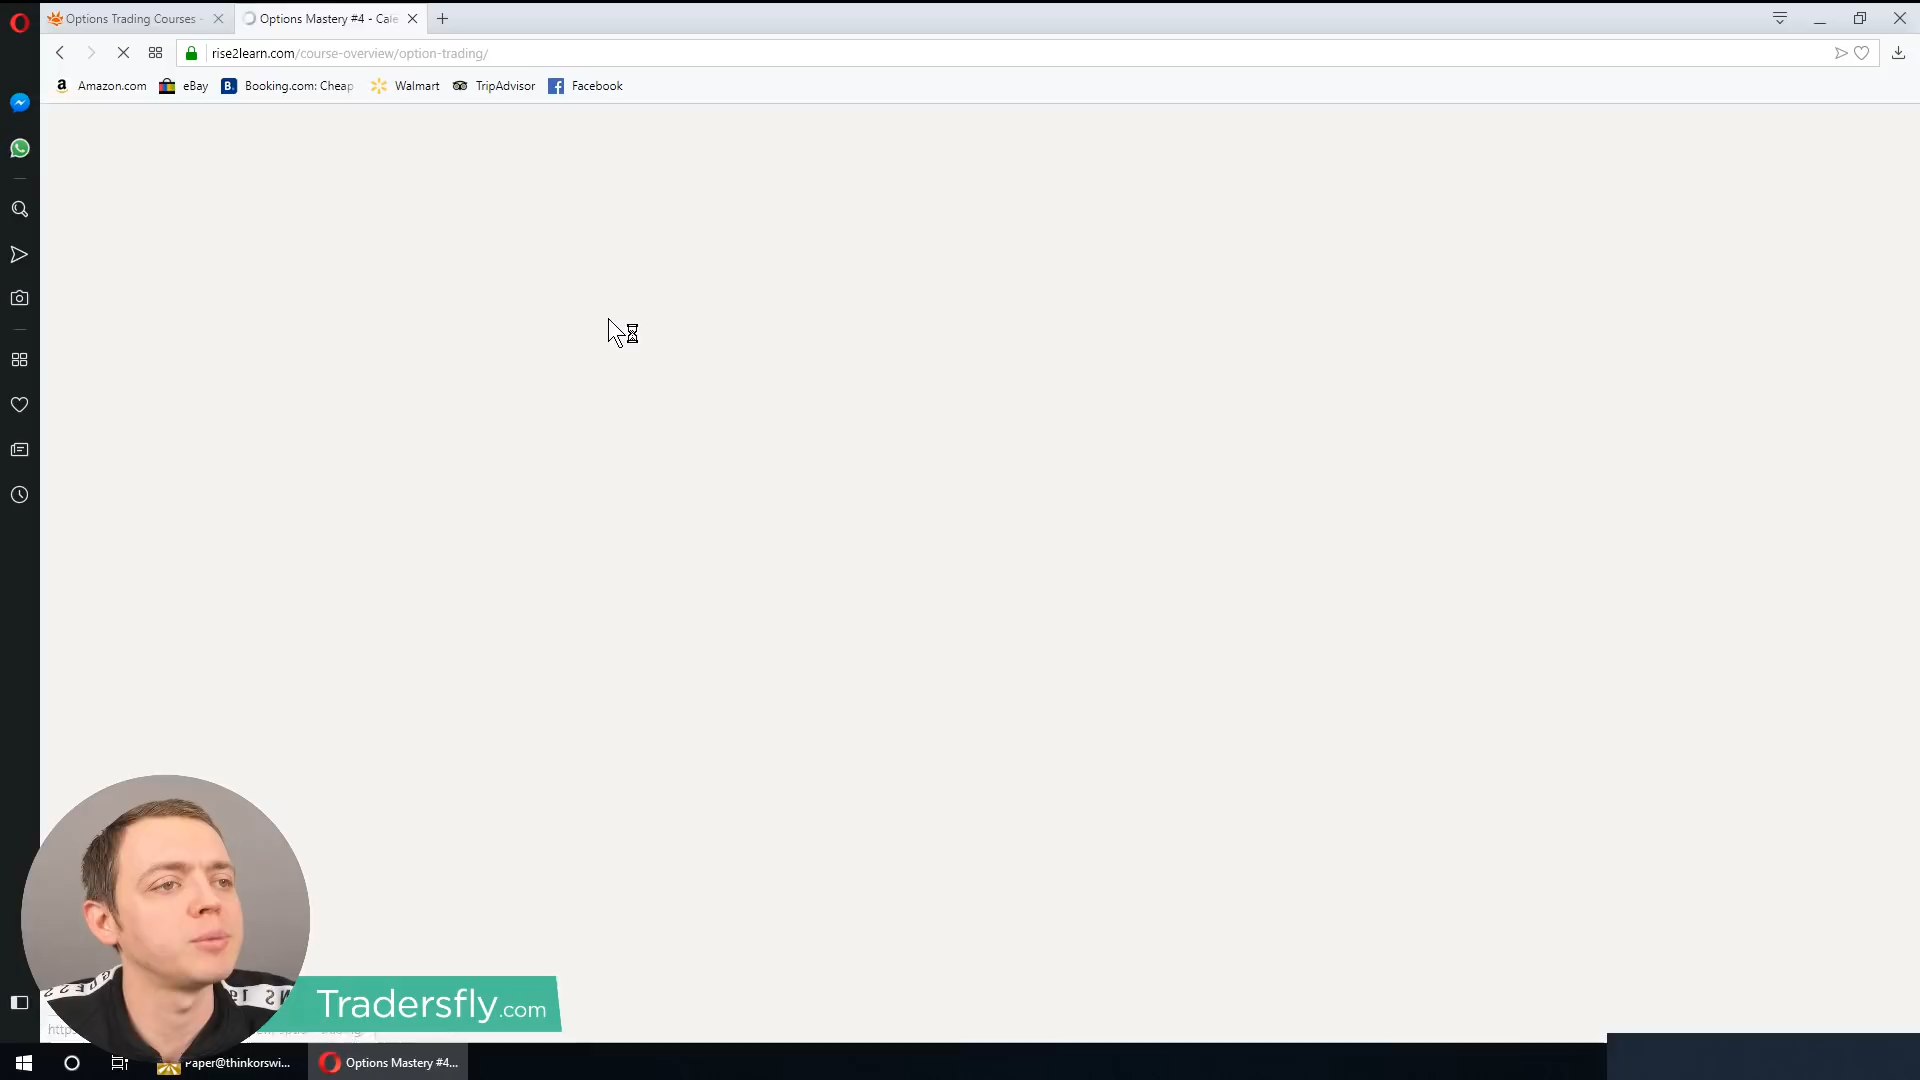 Options Trading Courses -
Options Mastery #4 - Cale
rise2learn.com/course-overview/option-trading/
Amazon.com
eBay
Booking.com: Cheap
Walmart
TripAdvisor
Facebook
Tradersfly.com
Paper@thinkorswi...
Options Mastery #4...